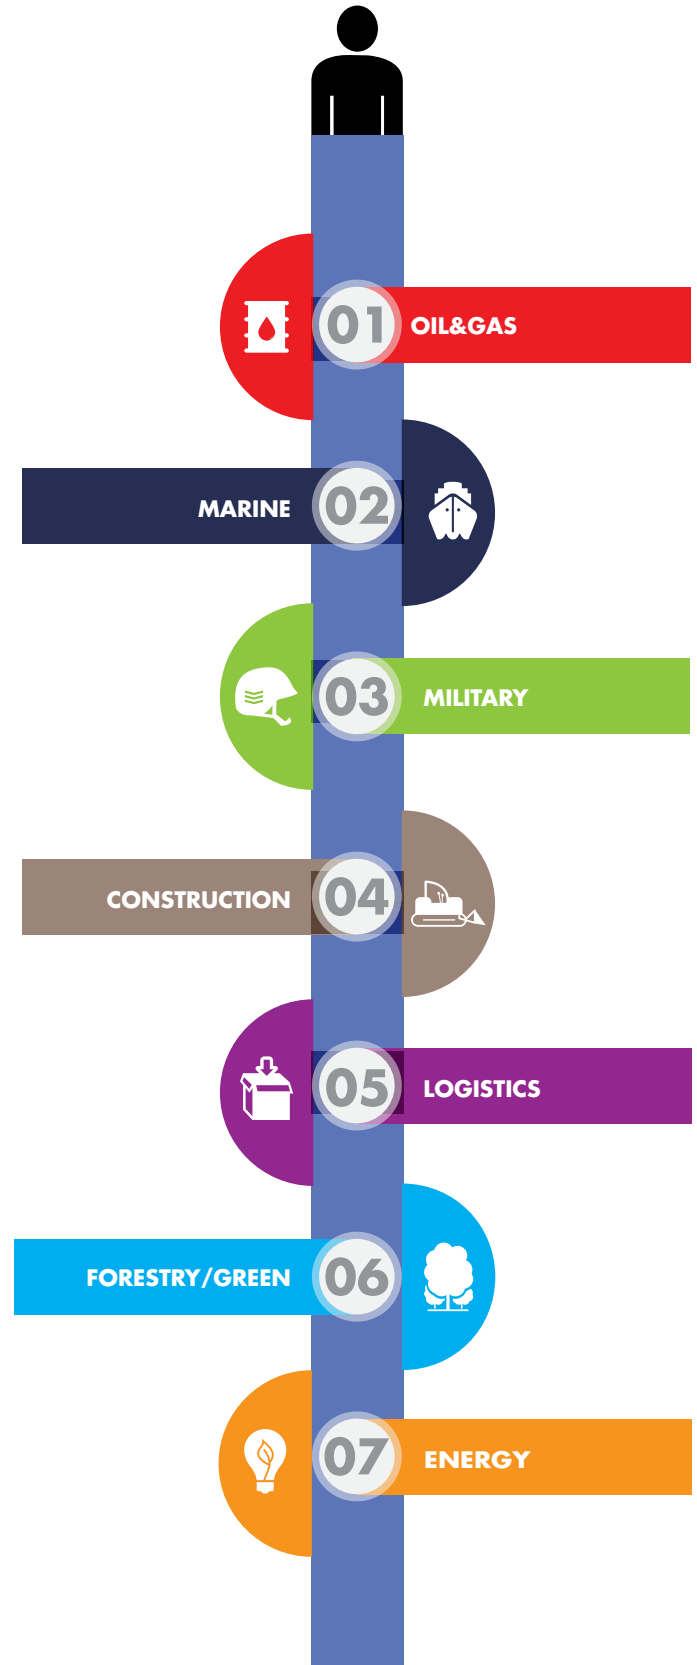 01 OIL&GAS
MARINE 02
03 MILITARY
CONSTRUCTION 04
05 LOGISTICS
FORESTRY/GREEN 06
07 ENERGY